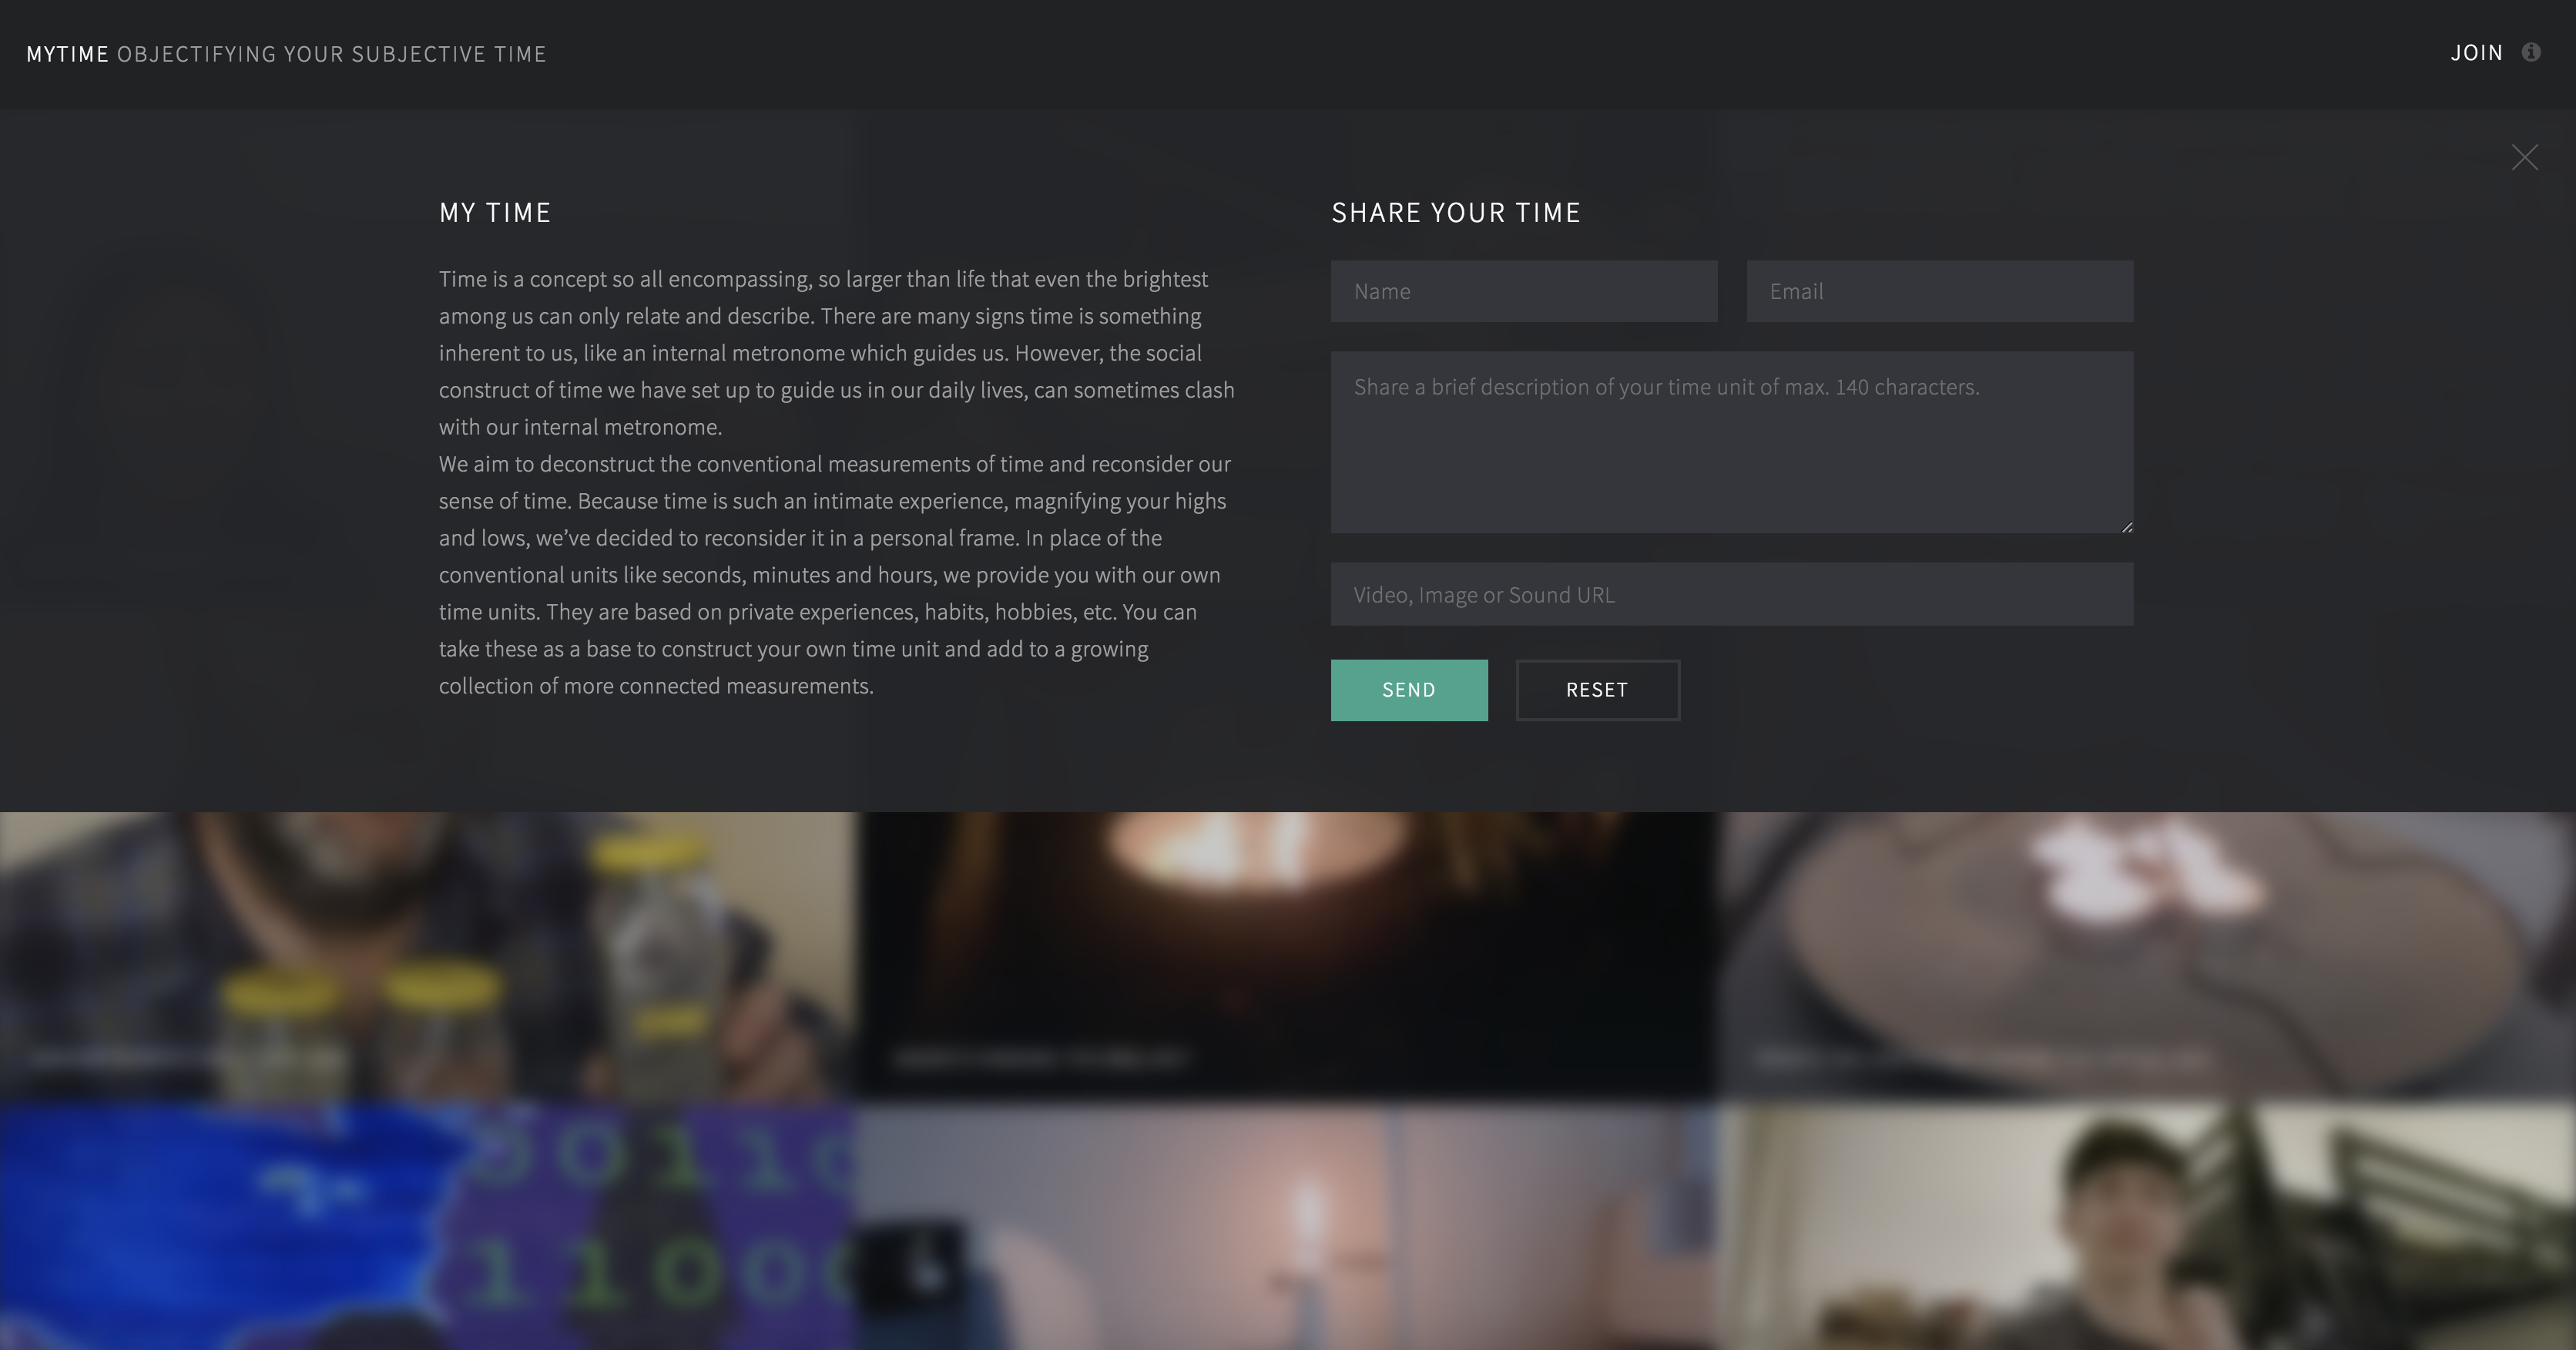 MYTIME OBJECTIFYING YOUR SUBJECTIVE TIME
JOIN
MY TIME
Time is a concept so all encompassing, so larger than life that even the brightest
among us can only relate and describe. There are many signs time is something
inherent to us, like an internal metronome which guides us. However, the social
construct of time we have set up to guide us in our daily lives, can sometimes clash
with our internal metronome.
We aim to deconstruct the conventional measurements of time and reconsider our
sense of time. Because time is such an intimate experience, magnifying your highs
and lows, we’ve decided to reconsider it in a personal frame. In place of the
conventional units like seconds, minutes and hours, we provide you with our own
time units. They are based on private experiences, habits, hobbies, etc. You can
take these as a base to construct your own time unit and add to a growing
collection of more connected measurements.
SHARE YOUR TIME
Name
Email
Share a brief description of your time unit of max. 140 characters.
Video, Image or Sound URL
SEND
RESET